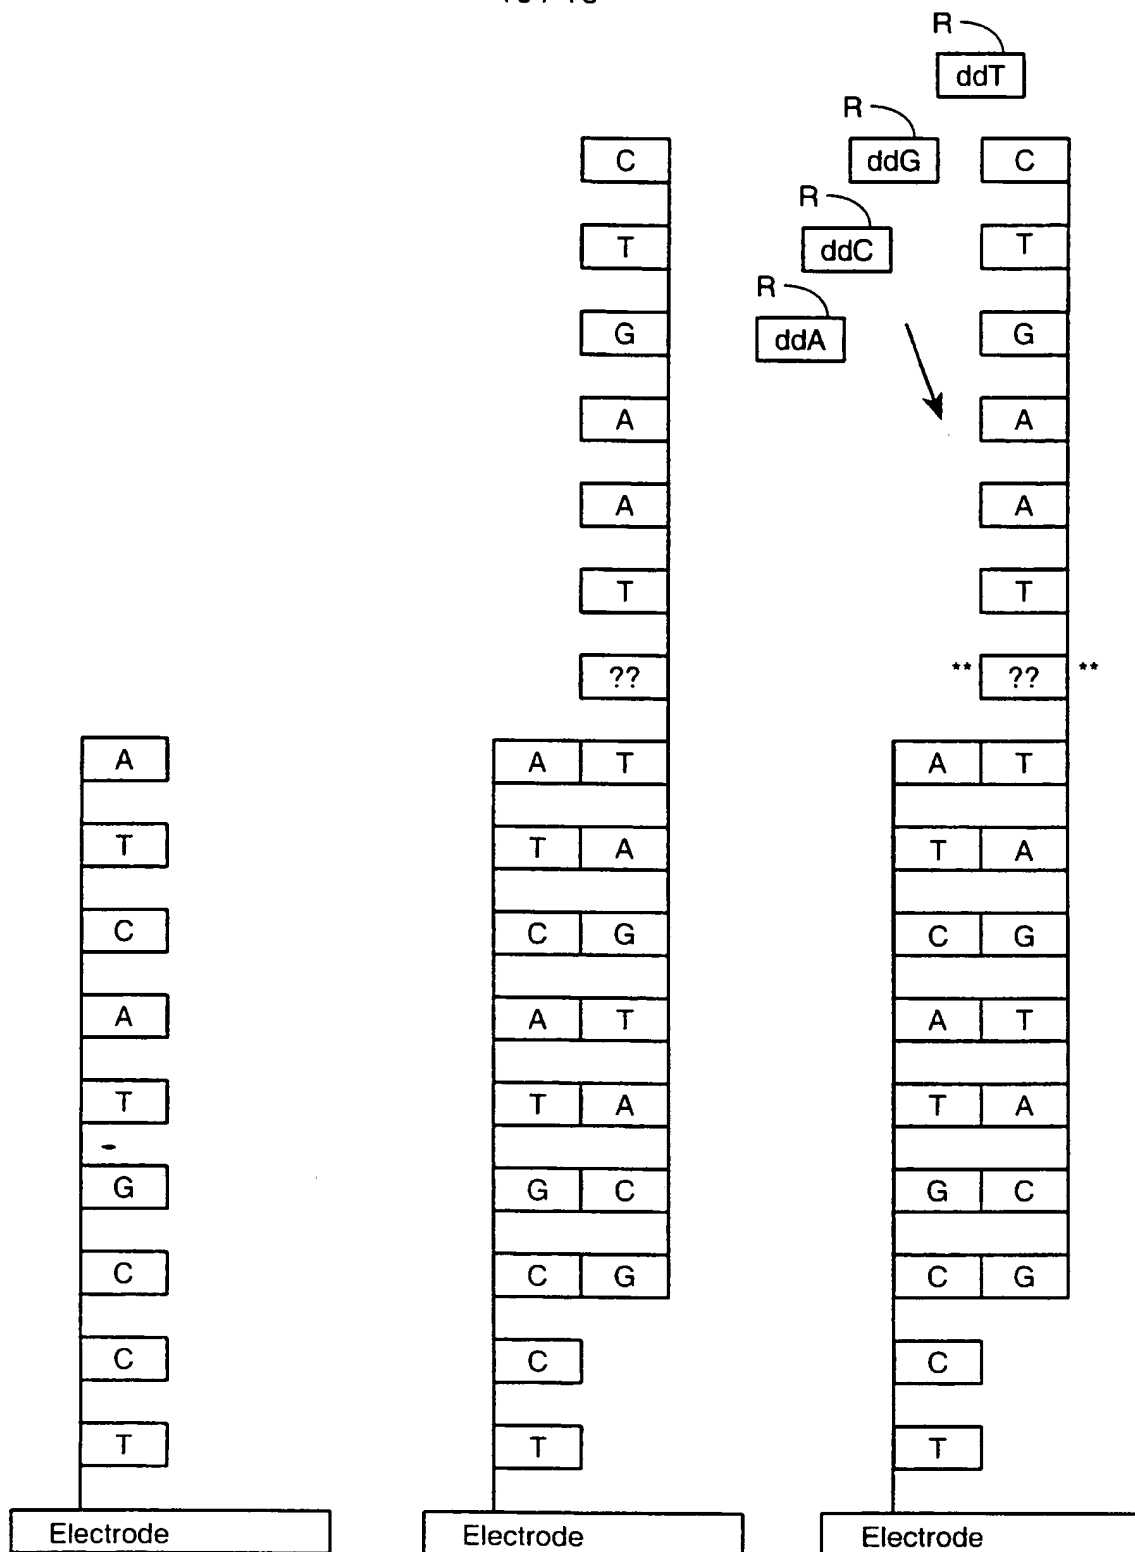 R
ddT
R
C ddG C
R
T ddC T
R
G ddA G
A A
A A
T T
?? ** ?? **
A A T A T
T T A T A
C C G C G
A A T A T
T T A T A
G G C G C
C C G C G
C C C
T T T
Electrode Electrode Electrode